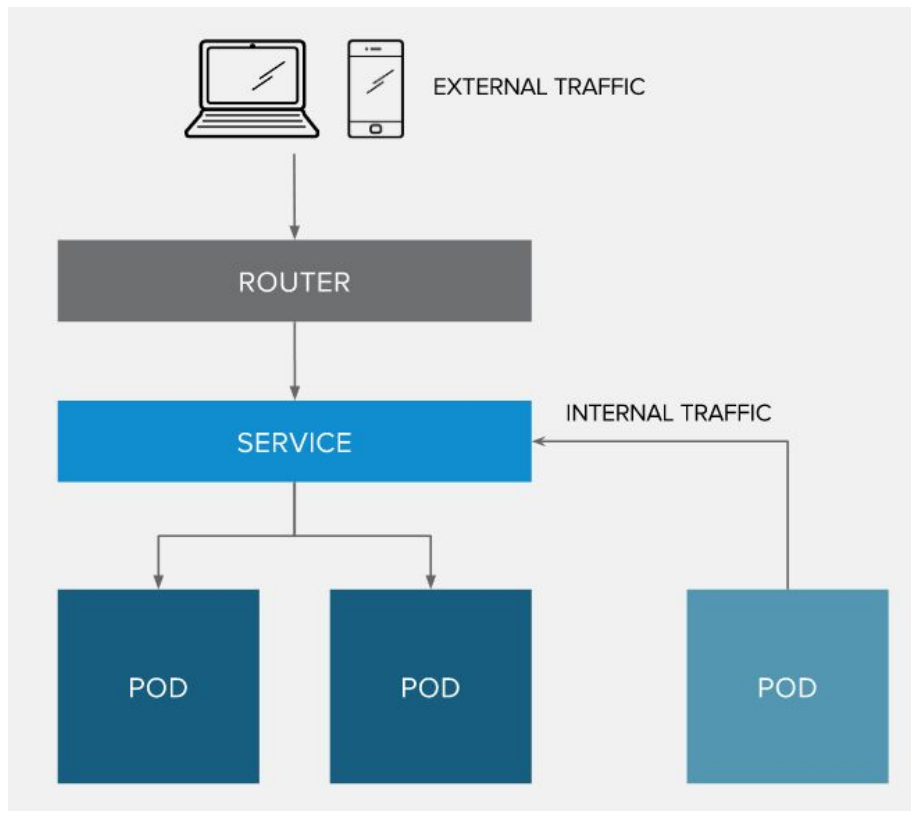 EXTERNAL TRAFFIC
ROUTER
INTERNAL TRAFFIC
SERVICE
POD
POD
POD